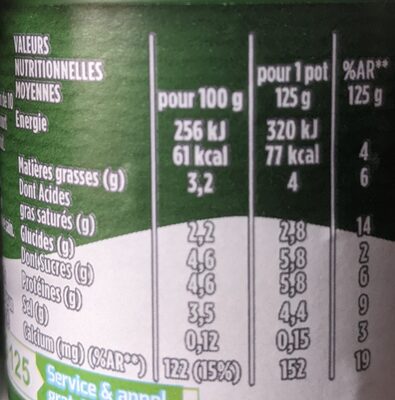 VALEURS
NUTRITIONNELLES
MOYENNES
pour 100 g pour 1 pot 125 g %AR** 125 g
Energie 256 kJ 320 kJ
61 kcal 77 kcal 4
Matières grasses (g) 3,2 4 6
Dont Acides
gras saturés (g) 2,2 2,8 14
Glucides (g) 4,6 5,8 2
Dont Sucres (g) 4,6 5,8 6
Protéines (g) 3,5 4,4 9
Sel (g) 0,12 0,15 3
Calcium (mg) (%AR**) 122 (15%) 152 19
125
Service & appel